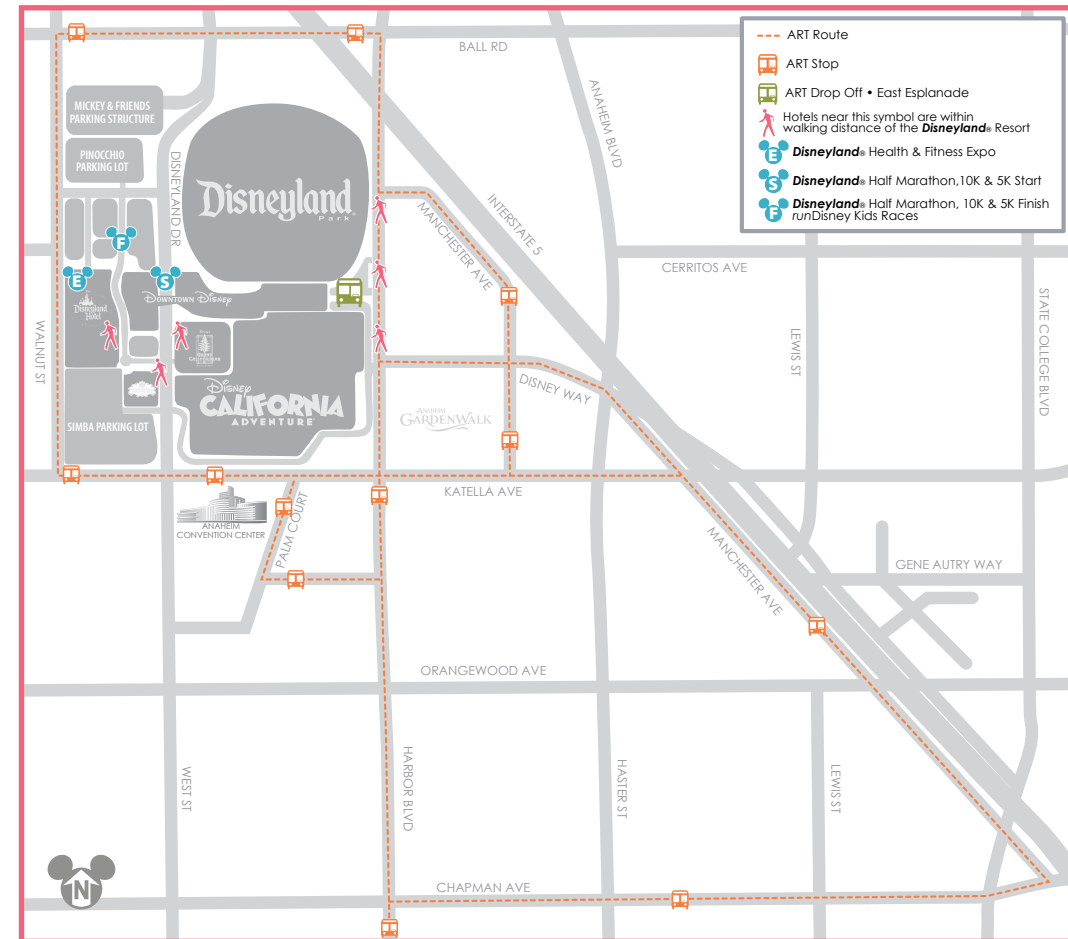 BALL RD
ART Route
ART Stop
ART Drop Off • East Esplanade
Hotels near this symbol are within
walking distance of the Disneyland® Resort
E Disneyland® Health & Fitness Expo
S Disneyland® Half Marathon,10K & 5K Start
F Disneyland® Half Marathon, 10K & 5K Finish
runDisney Kids Races
MICKEY & FRIENDS
PARKING STRUCTURE
PINOCCHIO
PARKING LOT
DISNEYLAND DR
Disneyland
Park
ANAHEIM BLVD
INTERSTATE 5
MANCHESTER AVE
CERRITOS AVE
F
E
S
Disneyland
Hotel
DOWNTOWN DISNEY
WALNUT ST
LEWIS ST
STATE COLLEGE BLVD
DISNEY WAY
Disney
CALIFORNIA
ADVENTURE
ANAHEIM
GARDENWALK
SIMBA PARKING LOT
KATELLA AVE
PALM COURT
ANAHEIM
CONVENTION CENTER
MANCHESTER AVE
GENE AUTRY WAY
ORANGEWOOD AVE
WEST ST
HARBOR BLVD
HASTER ST
LEWIS ST
N
CHAPMAN AVE